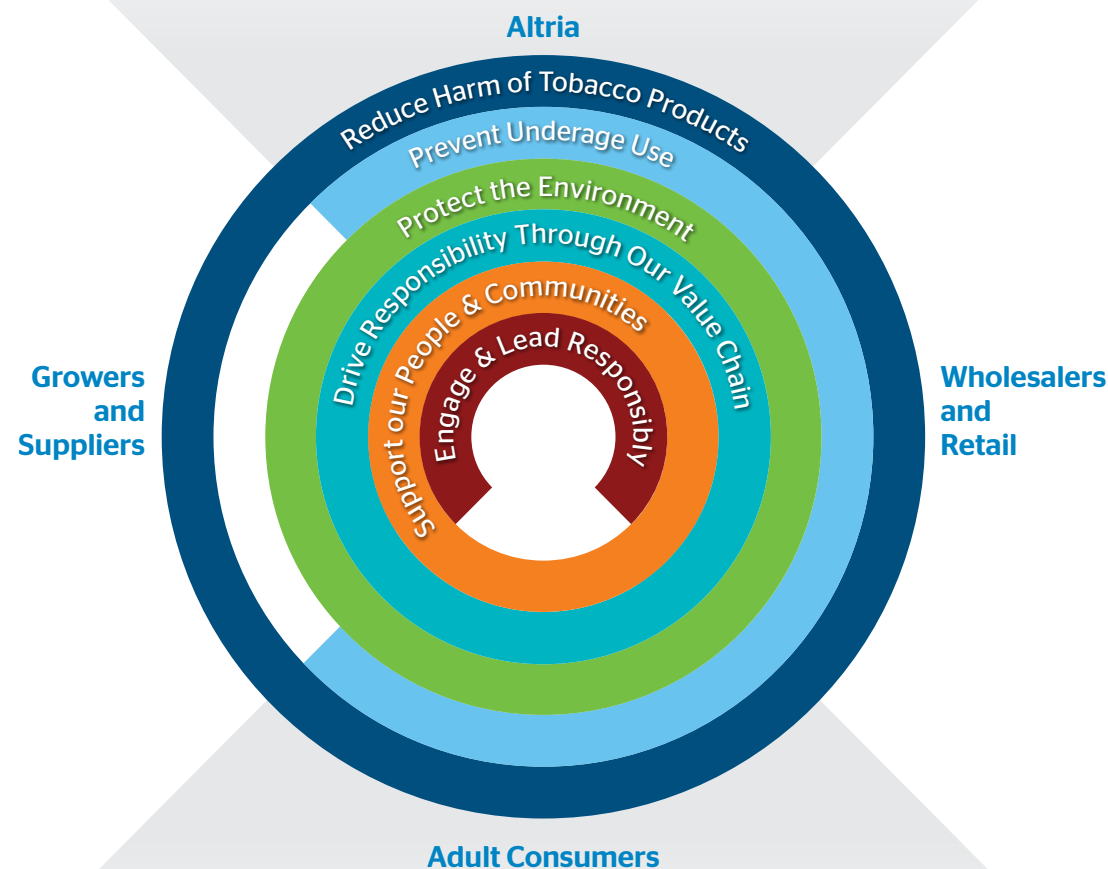 Altria
Reduce Harm of Tobacco Products
Prevent Underage Use
Protect the Environment
Drive Responsibility Through Our Value Chain
Support our People & Communities
Engage & Lead Responsibly
Growers
and
Suppliers
Wholesalers
and
Retail
Adult Consumers